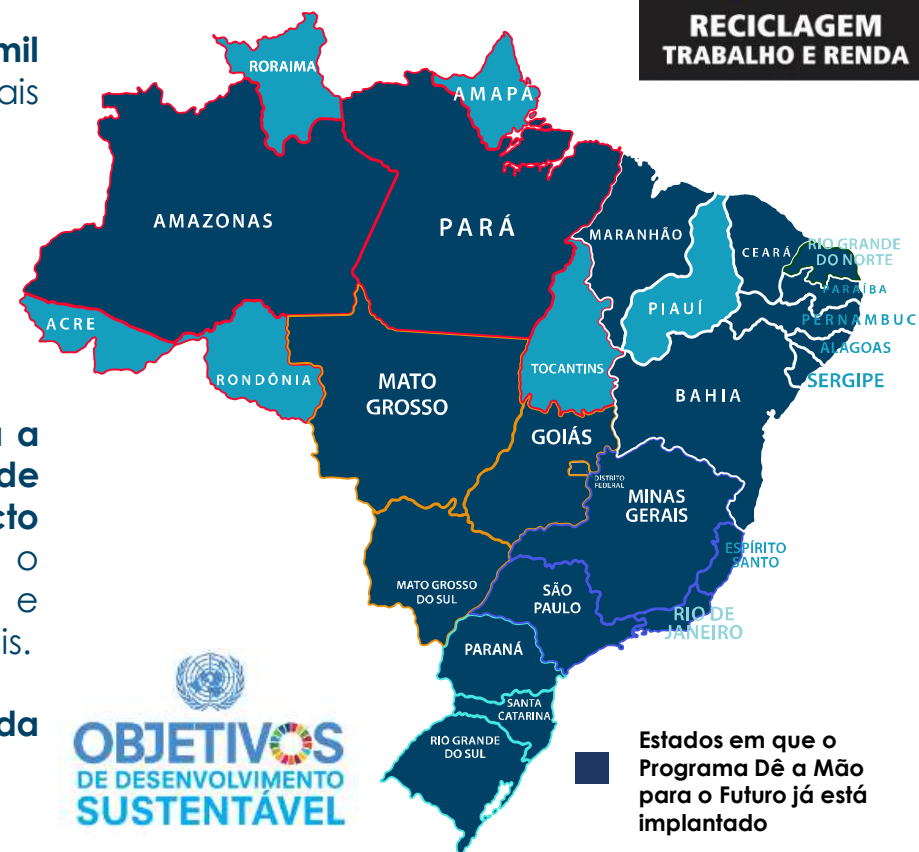 RECICLAGEM
TRABALHO E RENDA
mil
ais
RORAIMA
AMAPÁ
AMAZONAS
PARÁ
MARANHÃO
CEARÁ
RIO GRANDE
DO NORTE
PARAÍBA
PIAUÍ
PERNAMBUC
ACRE
ALAGOAS
RONDÔNIA
TOCANTINS
SERGIPE
MATO
GROSSO
BAHIA
a
de
cto
o
e
is.
da
GOIÁS
DISTRITO
FEDERAL
MINAS
GERAIS
ESPÍRITO
SANTO
MATO GROSSO
DO SUL
SÃO
PAULO
RIO DE
JANEIRO
PARANÁ
SANTA
CATARINA
RIO GRANDE
DO SUL
OBJETIVOS
DE DESENVOLVIMENTO
SUSTENTÁVEL
Estados em que o
Programa Dê a Mão
para o Futuro já está
implantado